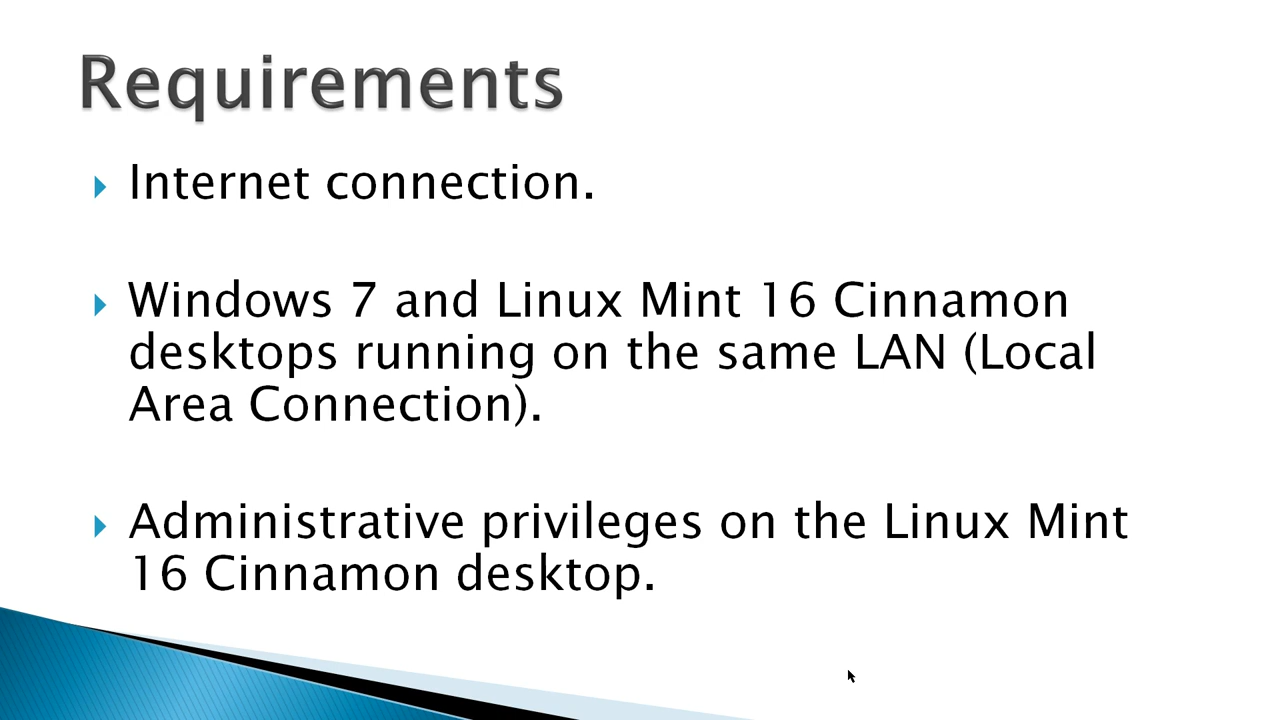 Requirements
Internet connection.
Windows 7 and Linux Mint 16 Cinnamon
desktops running on the same LAN (Local
Area Connection).
Administrative privileges on the Linux Mint
16 Cinnamon desktop.